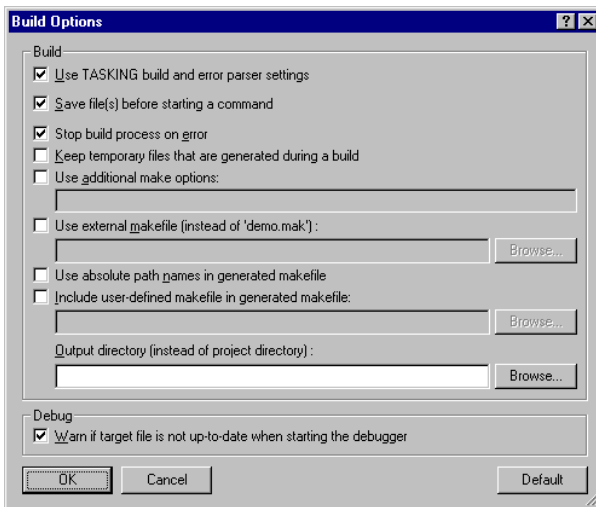 Build Options
Build
Use TASKING build and error parser settings
Save file(s) before starting a command
Stop build process on error
Keep temporary files that are generated during a build
Use additional make options:
Use external makefile (instead of 'demo.mak') :
Browse...
Use absolute path names in generated makefile
Include user-defined makefile in generated makefile:
Browse...
Output directory (instead of project directory) :
Browse...
Debug
Warn if target file is not up-to-date when starting the debugger
OK Cancel Default